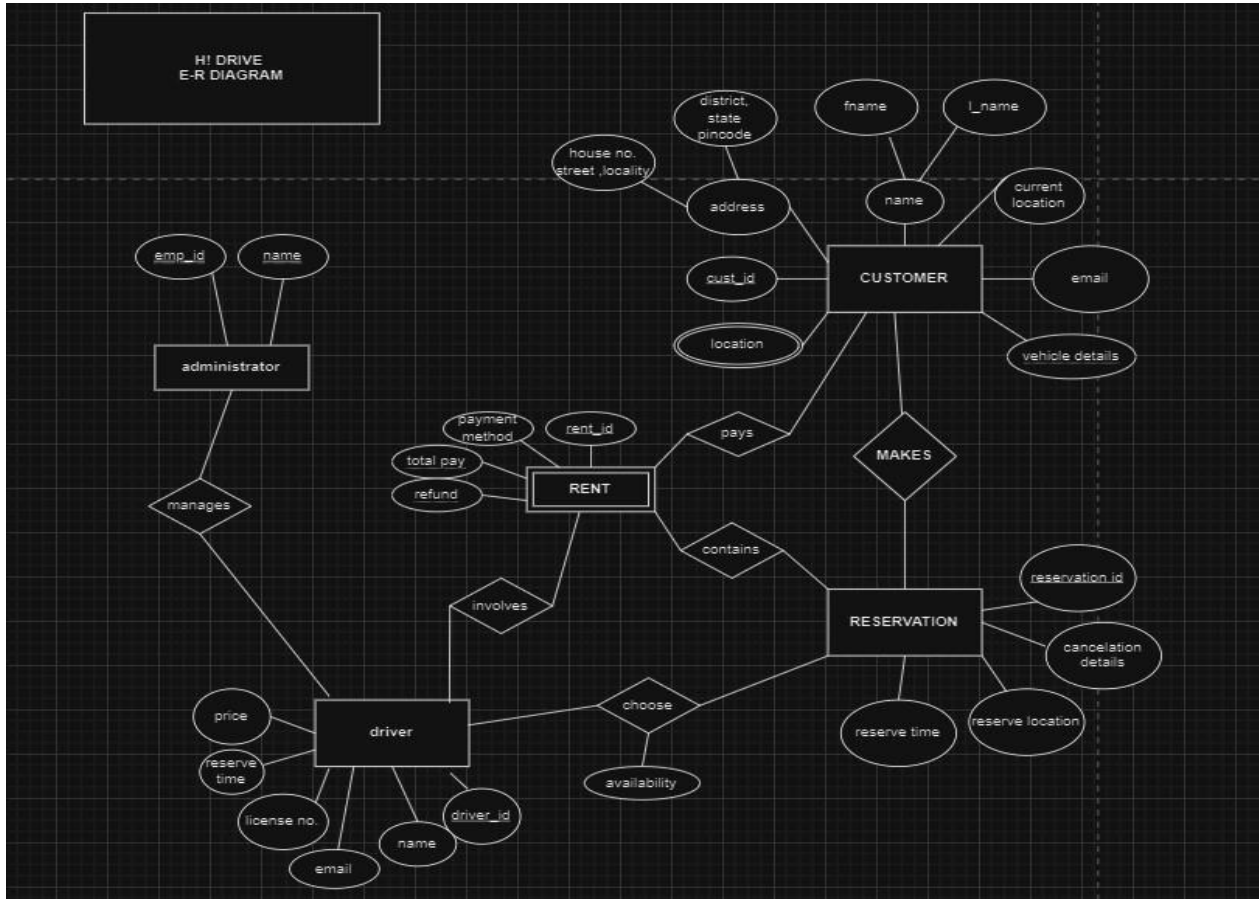 H! DRIVE
E-R DIAGRAM
district,
state
pincode
fname
l_name
house no.
street ,locality
address
name
current
location
emp_id
name
cust_id
CUSTOMER
email
location
vehicle details
administrator
payment
method
rent_id
pays
total pay
refund
RENT
MAKES
manages
contains
involves
reservation id
RESERVATION
cancelation
details
price
driver
choose
reserve time
reserve location
reserve
time
availability
license no.
email
name
driver_id